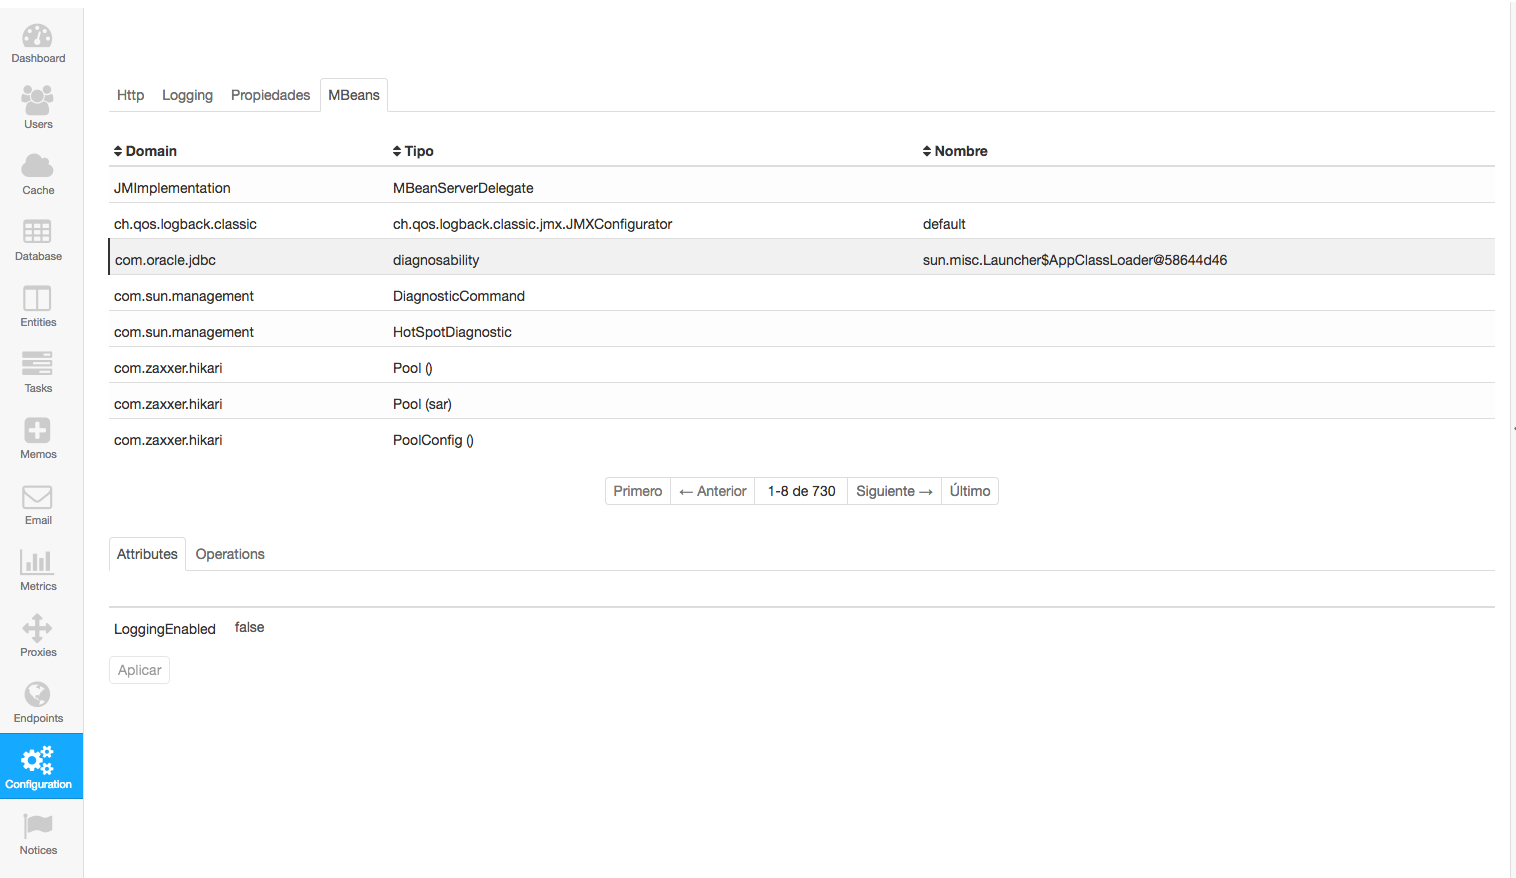 Dashboard
Users
Cache
Database
Entities
Tasks
Memos
Email
Metrics
Proxies
Endpoints
Configuration
Notices
Http Logging Propiedades MBeans
Domain Tipo Nombre
JMImplementation MBeanServerDelegate
ch.qos.logback.classic ch.qos.logback.classic.jmx.JMXConfigurator default
com.oracle.jdbc diagnosability sun.misc.Launcher$AppClassLoader@58644d46
com.sun.management DiagnosticCommand
com.sun.management HotSpotDiagnostic
com.zaxxer.hikari Pool ()
com.zaxxer.hikari Pool (sar)
com.zaxxer.hikari PoolConfig ()
Primero ← Anterior 1-8 de 730 Siguiente → Último
Attributes Operations
LoggingEnabled false
Aplicar